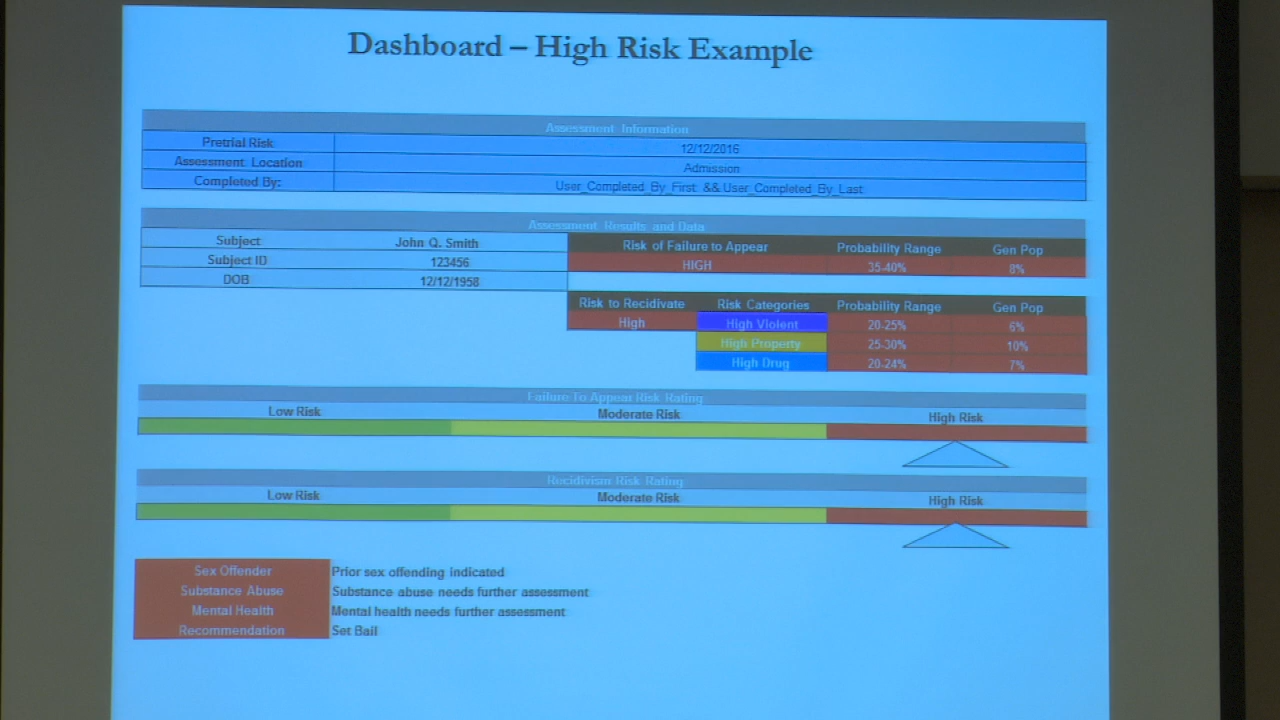 Dashboard – High Risk Example
Assessment Information
Pretrial Risk 12/12/2016
Assessment Location Admission
Completed By: User_Completed_By_First && User_Completed_By_Last
Assessment Results and Data
Subject John Q. Smith
Subject ID 123456
DOB 12/12/1958
Risk of Failure to Appear Probability Range Gen Pop
HIGH 35-40% 8%
Risk to Recidivate Risk Categories Probability Range Gen Pop
High High Violent 20-25% 6%
High Property 25-30% 10%
High Drug 20-24% 7%
Failure To Appear Risk Rating
Low Risk Moderate Risk High Risk
Recidivism Risk Rating
Low Risk Moderate Risk High Risk
Sex Offender Prior sex offending indicated
Substance Abuse Substance abuse needs further assessment
Mental Health Mental health needs further assessment
Recommendation Set Bail